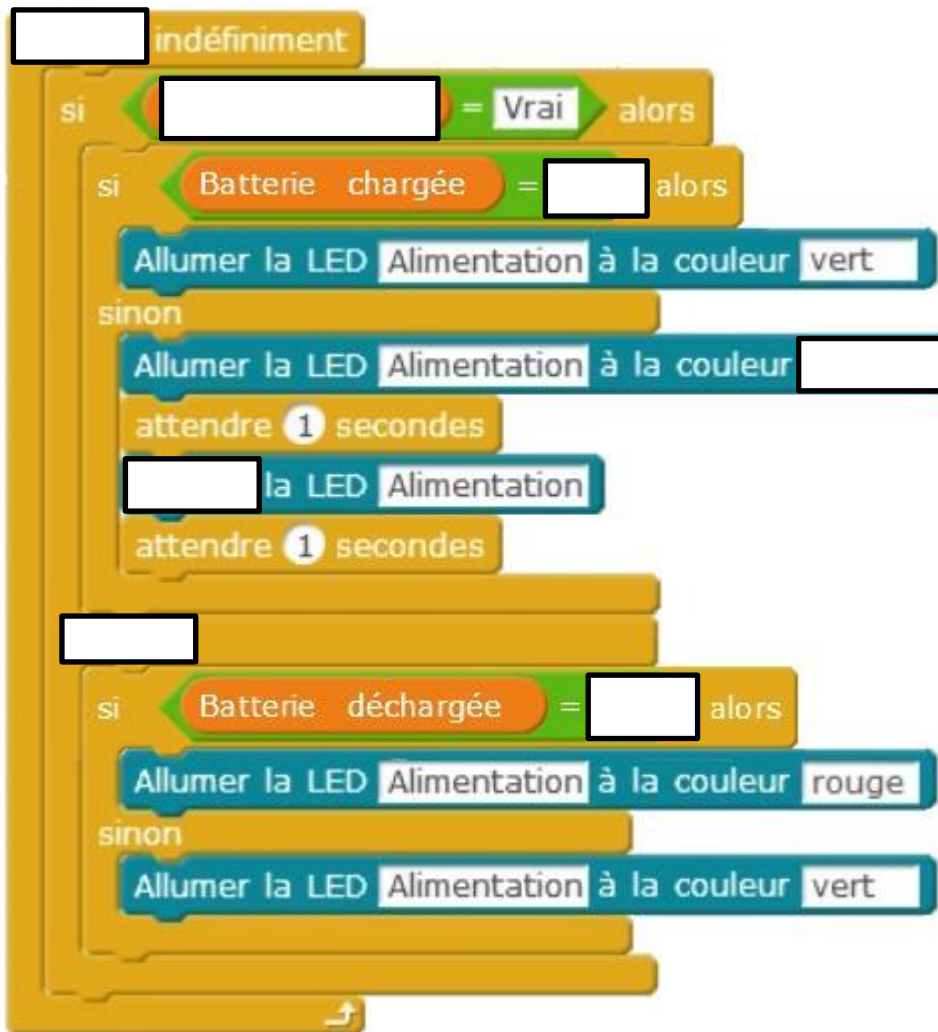 indéfiniment
si = Vrai alors
si Batterie chargée = alors
Allumer la LED Alimentation à la couleur vert
sinon
Allumer la LED Alimentation à la couleur
attendre 1 secondes
la LED Alimentation
attendre 1 secondes
si Batterie déchargée = alors
Allumer la LED Alimentation à la couleur rouge
sinon
Allumer la LED Alimentation à la couleur vert